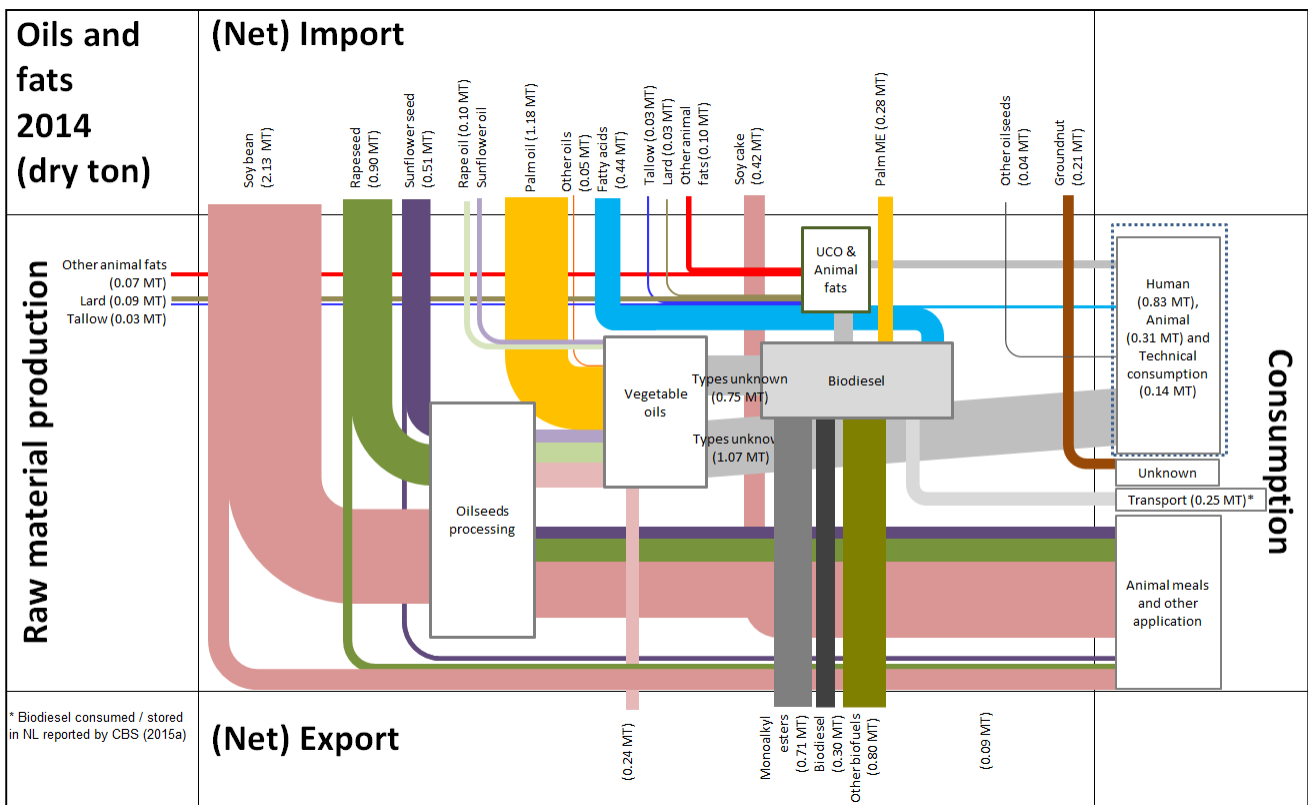 Oils and
fats
2014
(dry ton)
(Net) Import
Soy bean
(2.13 MT)
Rapeseed
(0.90 MT)
Sunflower seed
(0.51 MT)
Rape oil (0.10 MT)
Sunflower oil
Palm oil (1.18 MT)
Other oils
(0.05 MT)
Fatty acids
(0.44 MT)
Tallow (0.03 MT)
Lard (0.03 MT)
Other animal
fats (0.10 MT)
Soy cake
(0.42 MT)
Palm ME (0.28 MT)
Other oil seeds
(0.04 MT)
Groundnut
(0.21 MT)
Raw material production
Other animal fats
(0.07 MT)
Lard (0.09 MT)
Tallow (0.03 MT)
UCO &
Animal
fats
Vegetable
oils
Types unknown
(0.75 MT)
Biodiesel
Types unknow
(1.07 MT)
Oilseeds
processing
Human
(0.83 MT),
Animal
(0.31 MT) and
Technical
consumption
(0.14 MT)
Unknown
Transport (0.25 MT)*
Animal meals
and other
application
Consumption
* Biodiesel consumed / stored
in NL reported by CBS (2015a)
(Net) Export
(0.24 MT)
Monoalkyl
esters
(0.71 MT)
Biodiesel
(0.30 MT)
Other biofuels
(0.80 MT)
(0.09 MT)